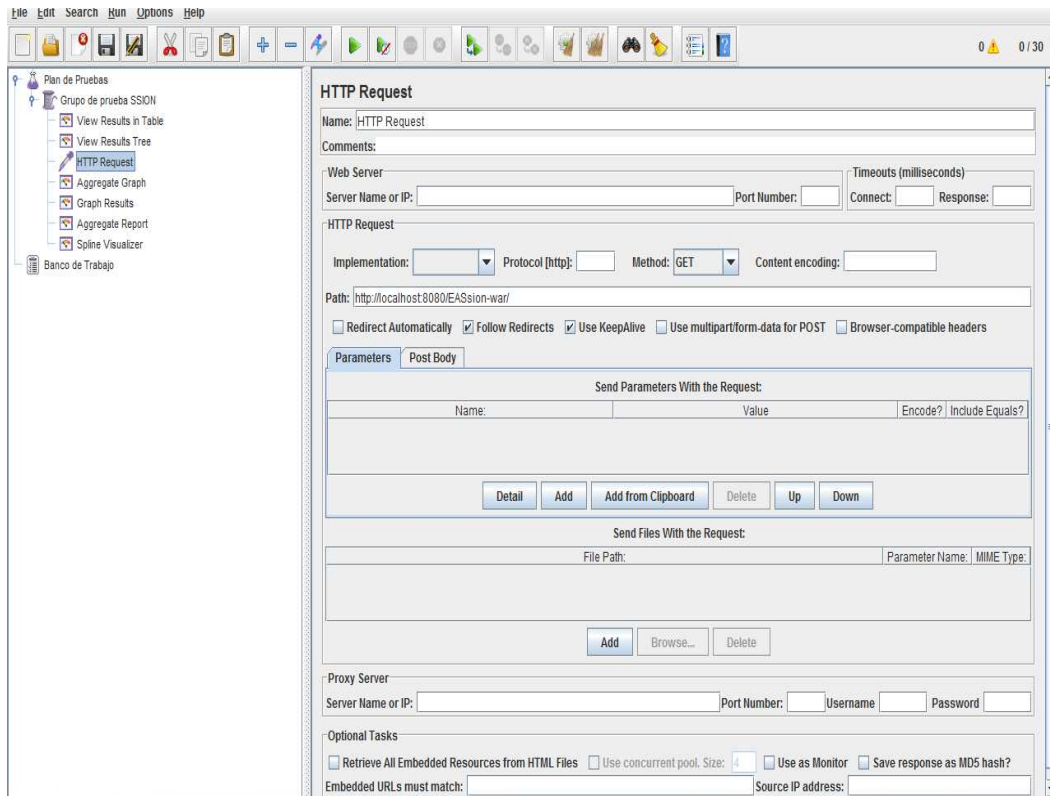 File Edit Search Run Options Help
0 0 / 30
Plan de Pruebas
Grupo de prueba SSION
View Results in Table
View Results Tree
HTTP Request
Aggregate Graph
Graph Results
Aggregate Report
Spline Visualizer
Banco de Trabajo
HTTP Request
Name: HTTP Request
Comments:
Web Server
Timeouts (milliseconds)
Server Name or IP: Port Number: Connect: Response:
HTTP Request
Implementation: Protocol [http]: Method: GET Content encoding:
Path: http://localhost:8080/EASsion-war/
Redirect Automatically Follow Redirects Use KeepAlive Use multipart/form-data for POST Browser-compatible headers
Parameters Post Body
Send Parameters With the Request:
Name: Value Encode? Include Equals?
Detail Add Add from Clipboard Delete Up Down
Send Files With the Request:
File Path: Parameter Name: MIME Type:
Add Browse... Delete
Proxy Server
Server Name or IP: Port Number: Username Password
Optional Tasks
Retrieve All Embedded Resources from HTML Files Use concurrent pool. Size: 4 Use as Monitor Save response as MD5 hash?
Embedded URLs must match: Source IP address: